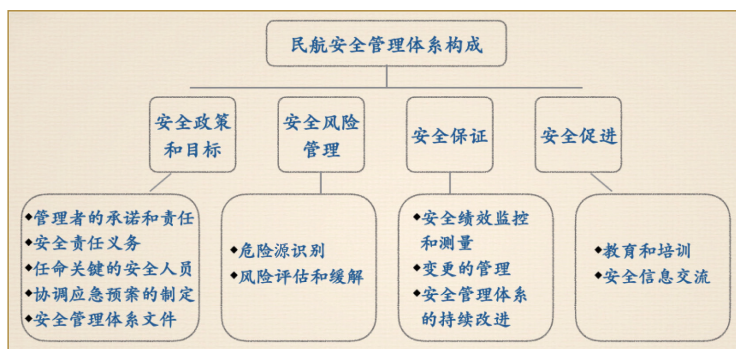 民航安全管理体系构成
安全政策
和目标
安全风险
管理
安全保证
安全促进
◆管理者的承诺和责任
◆安全责任义务
◆任命关键的安全人员
◆协调应急预案的制定
◆安全管理体系文件
◆危险源识别
◆风险评估和缓解
◆安全绩效监控
和测量
◆变更的管理
◆安全管理体系
的持续改进
◆教育和培训
◆安全信息交流